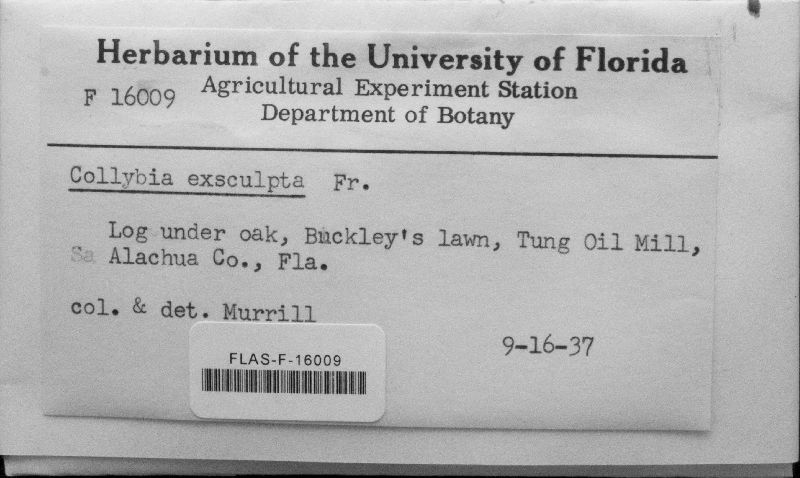 Herbarium of the University of Florida
F 16009 Agricultural Experiment Station
Department of Botany
Collybia exsculpta Fr.
Log under oak, Buckley's lawn, Tung Oil Mill,
Sa Alachua Co., Fla.
col. & det. Murrill
9-16-37
FLAS-F-16009